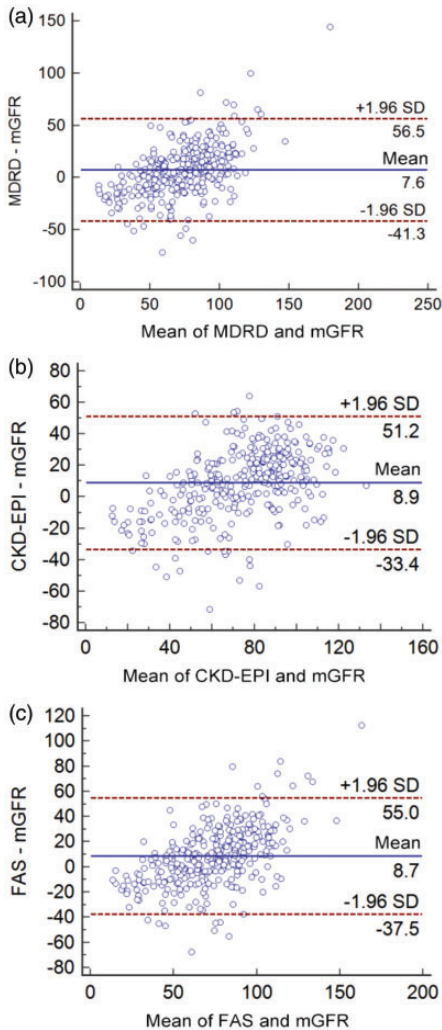 (a)
150
+1.96 SD
100
56.5
50
Mean
0
7.6
-50
-1.96 SD
-41.3
-100
0 50 100 150 200 250
MDRD - mGFR
Mean of MDRD and mGFR
(b)
80
60
+1.96 SD
40
51.2
20
Mean
8.9
0
-20
-1.96 SD
-40
-33.4
-60
-80
0 40 80 120 160
CKD-EPI - mGFR
Mean of CKD-EPI and mGFR
(c)
120
100
80
+1.96 SD
60
55.0
40
Mean
20
8.7
0
-20
-1.96 SD
-40
-37.5
-60
-80
0 50 100 150 200
FAS - mGFR
Mean of FAS and mGFR